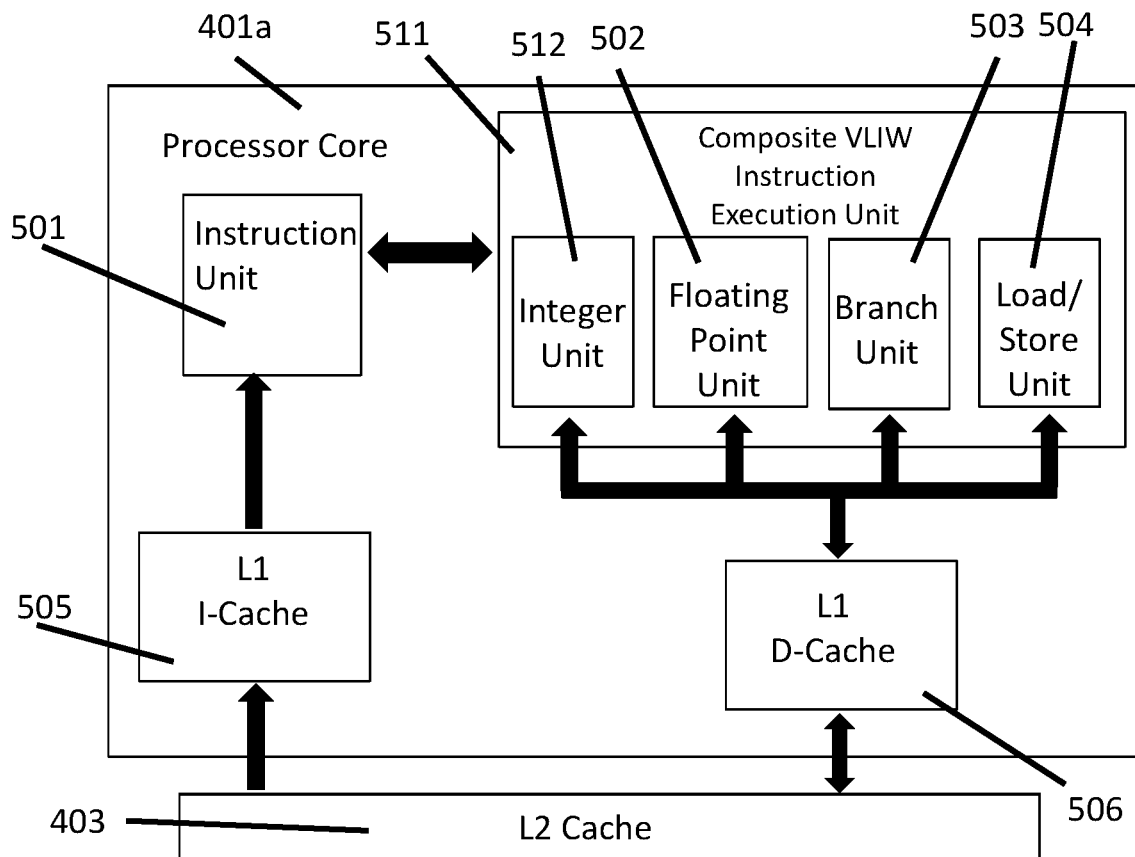 401a
511
512
502
503
504
Processor Core
Composite VLIW
Instruction
Execution Unit
501
Instruction
Unit
Integer
Unit
Floating
Point
Unit
Branch
Unit
Load/
Store
Unit
L1
I-Cache
505
L1
D-Cache
506
403
L2 Cache